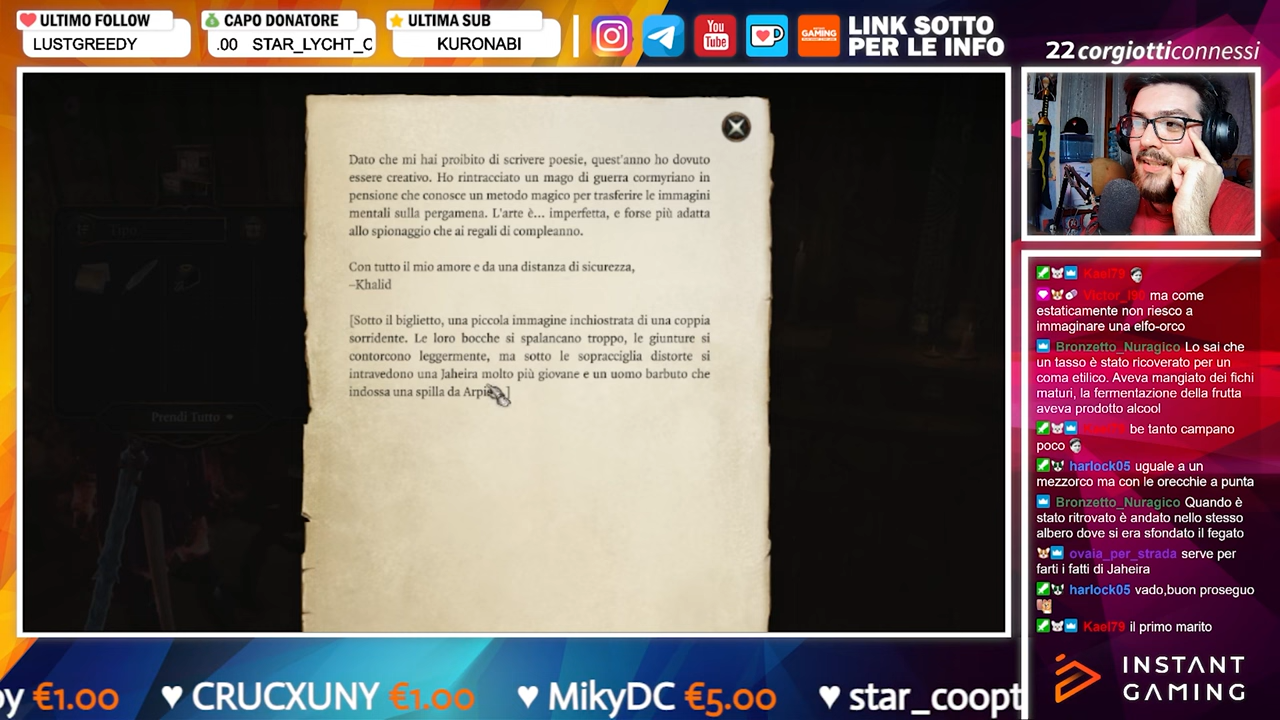 ULTIMO FOLLOW
LUSTGREEDY
CAPO DONATORE
.00 STAR_LYCHT_C
ULTIMA SUB
KURONABI
You
Tube
INSTANT
GAMING
LINK SOTTO
PER LE INFO
22corgiotticonnessi
Dato che mi hai proibito di scrivere poesie, quest'anno ho dovuto
essere creativo. Ho rintracciato un mago di guerra cormyriano in
pensione che conosce un metodo magico per trasferire le immagini
mentali sulla pergamena. L'arte è... imperfetta, e forse più adatta
allo spionaggio che ai regali di compleanno.
Con tutto il mio amore e da una distanza di sicurezza,
–Khalid
[Sotto il biglietto, una piccola immagine inchiostrata di una coppia
sorridente. Le loro bocche si spalancano troppo, le giunture si
contorcono leggermente, ma sotto le sopracciglia distorte si
intravedono una Jaheira molto più giovane e un uomo barbuto che
indossa una spilla da
Tipo
Prendi Tutto
Kael79
Victor_I90 ma come
estaticamente non riesco a
immaginare una elfo-orco
Bronzetto_Nuragico Lo sai che
un tasso è stato ricoverato per un
coma etilico. Aveva mangiato dei fichi
maturi, la fermentazione della frutta
aveva prodotto alcool
Kael79 be tanto campano
poco
harlock05 uguale a un
mezzorco ma con le orecchie a punta
Bronzetto_Nuragico Quando è
stato ritrovato è andato nello stesso
albero dove si era sfondato il fegato
ovaia_per_strada serve per
farti i fatti di Jaheira
harlock05 vado,buon proseguo
Kael79 il primo marito
INSTANT
GAMING
oy €1.00 ♥ CRUCXUNY €1.00 ♥ MikyDC €5.00 ♥ star_coopt